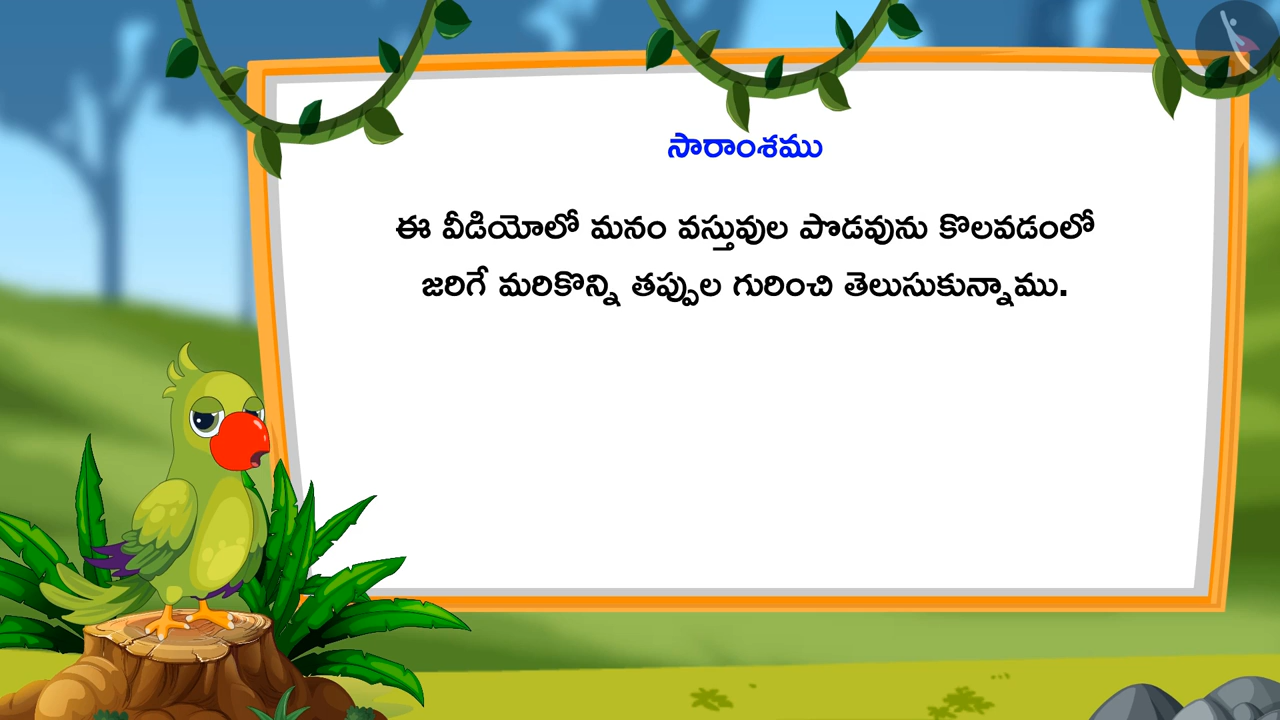 సారాంశము
ఈ వీడియోలో మనం వస్తువుల పొడవును కొలవడంలో
జరిగే మరికొన్ని తప్పుల గురించి తెలుసుకున్నాము.